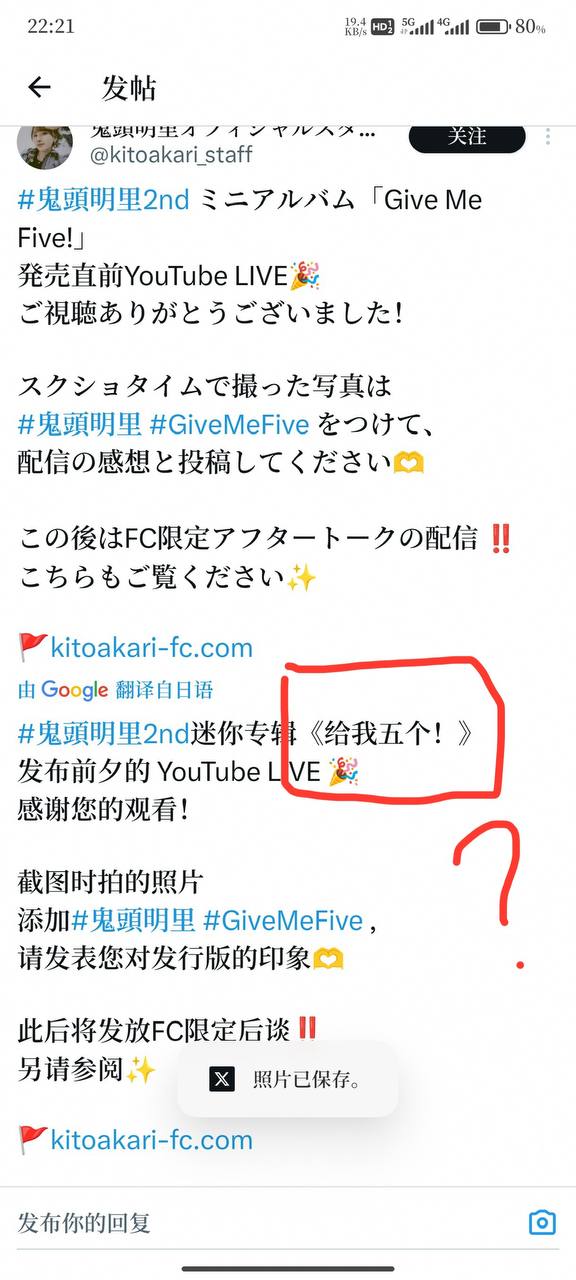 22:21
19.4 KB/s HD 1 2 5G 4G 80%
发帖
鬼頭明里オフィシャルスタ...
关注
@kitoakari_staff
#鬼頭明里2nd ミニアルバム「Give Me
Five!」
発売直前YouTube LIVE🎉
ご視聴ありがとうございました!
スクショタイムで撮った写真は
#鬼頭明里 #GiveMeFive をつけて、
配信の感想と投稿してください🫶
この後はFC限定アフタートークの配信 ‼️
こちらもご覧ください✨
🚩kitoakari-fc.com
由 Google 翻译自日语
#鬼頭明里2nd迷你专辑《给我五个！》
发布前夕的 YouTube LIVE 🎉
感谢您的观看！
截图时拍的照片
添加#鬼頭明里 #GiveMeFive ,
请发表您对发行版的印象🫶
?
此后将发放FC限定后谈‼️
另请参阅✨
X 照片已保存。
🚩kitoakari-fc.com
发布你的回复